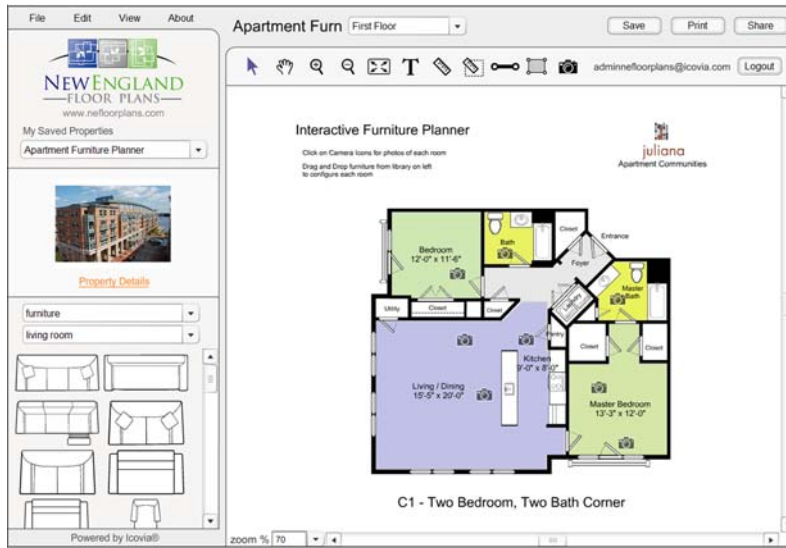 File Edit View About
Apartment Furn First Floor
Save Print Share
T
adminnefloorplans@icovia.com Logout
NEWENGLAND
FLOOR PLANS
www.nefloorplans.com
My Saved Properties
Apartment Furniture Planner
Property Details
furniture
living room
Powered by Icovia®
Interactive Furniture Planner
Click on Camera Icons for photos of each room
Drag and Drop furniture from library on left
to configure each room
juliana
Apartment Communities
Bedroom
12'-0" x 11'-6"
Bath
Closet
Entrance
Foyer
Master
Bath
Laundry
Utility
Closet
Closet
Pantry
Closet
Closet
Kitchen
9'-0" x 8'-0"
Living / Dining
15'-5" x 20'-0"
Master Bedroom
13'-3" x 12'-0"
C1 - Two Bedroom, Two Bath Corner
zoom % 70